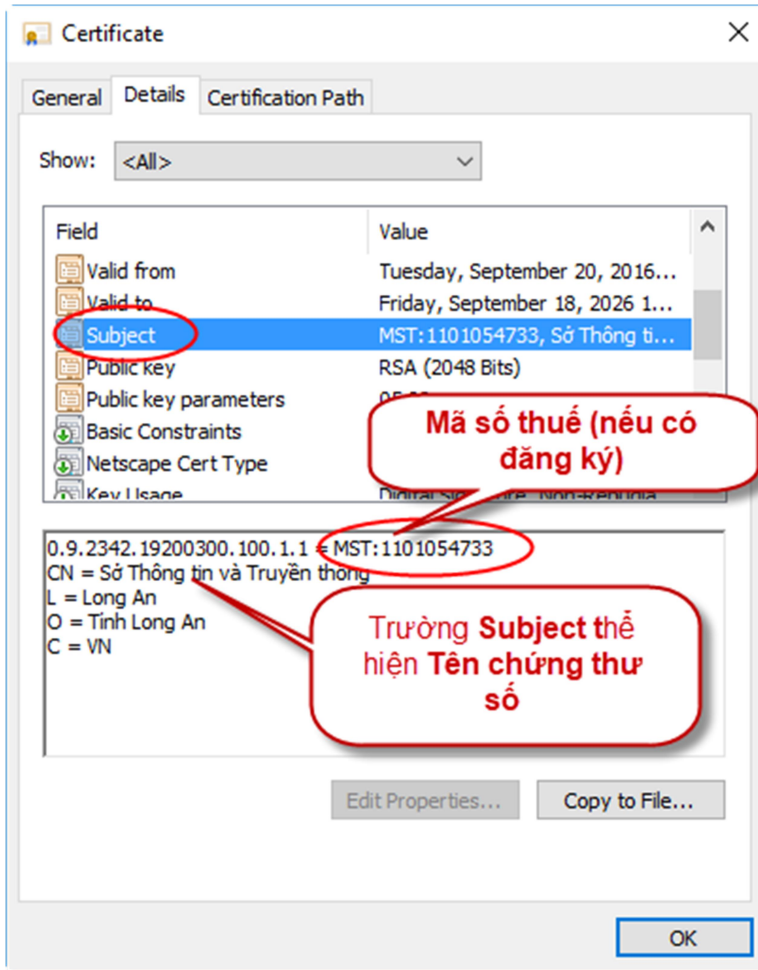 Certificate
General Details Certification Path
Show: <All>
Field Value
Valid from Tuesday, September 20, 2016...
Valid to Friday, September 18, 2026 1...
Subject MST:1101054733, Sở Thông ti...
Public key RSA (2048 Bits)
Public key parameters
Mã số thuế (nếu có
đăng ký)
Basic Constraints
Netscape Cert Type
Key Usage Digital Signature, Non-Repudia
0.9.2342.19200300.100.1.1 = MST:1101054733
CN = Sở Thông tin và Truyền thông
L = Long An
O = Tỉnh Long An
C = VN
Trường Subject thể
hiện Tên chứng thư
số
Edit Properties... Copy to File...
OK